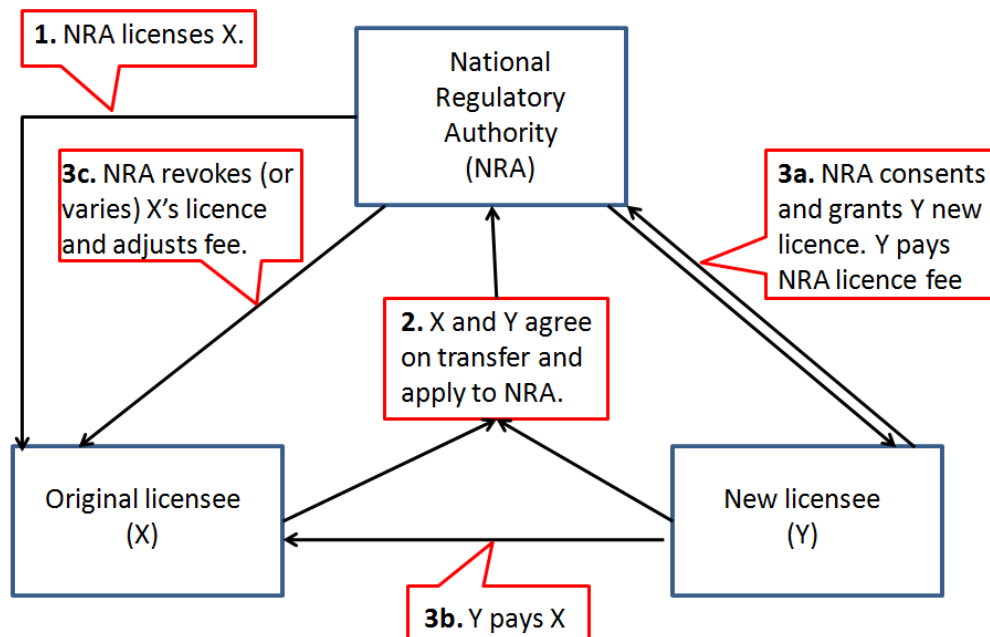 1. NRA licenses X.
National
Regulatory
Authority
(NRA)
3c. NRA revokes (or
varies) X’s licence
and adjusts fee.
3a. NRA consents
and grants Y new
licence. Y pays
NRA licence fee
2. X and Y agree
on transfer and
apply to NRA.
Original licensee
(X)
New licensee
(Y)
3b. Y pays X